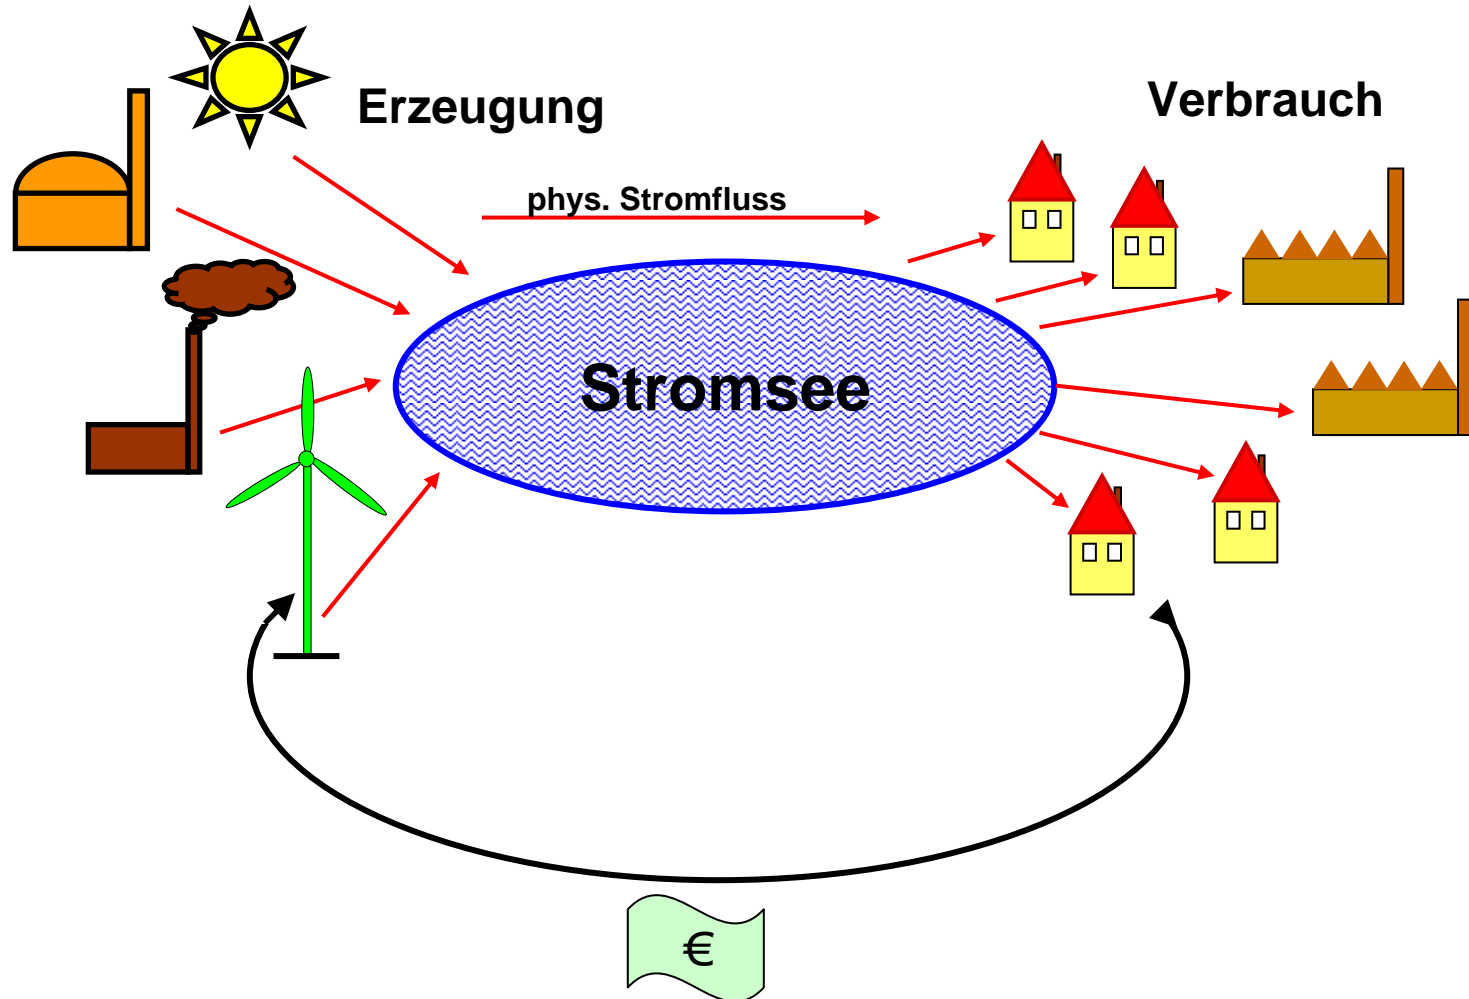 Erzeugung
Verbrauch
phys. Stromfluss
Stromsee
€